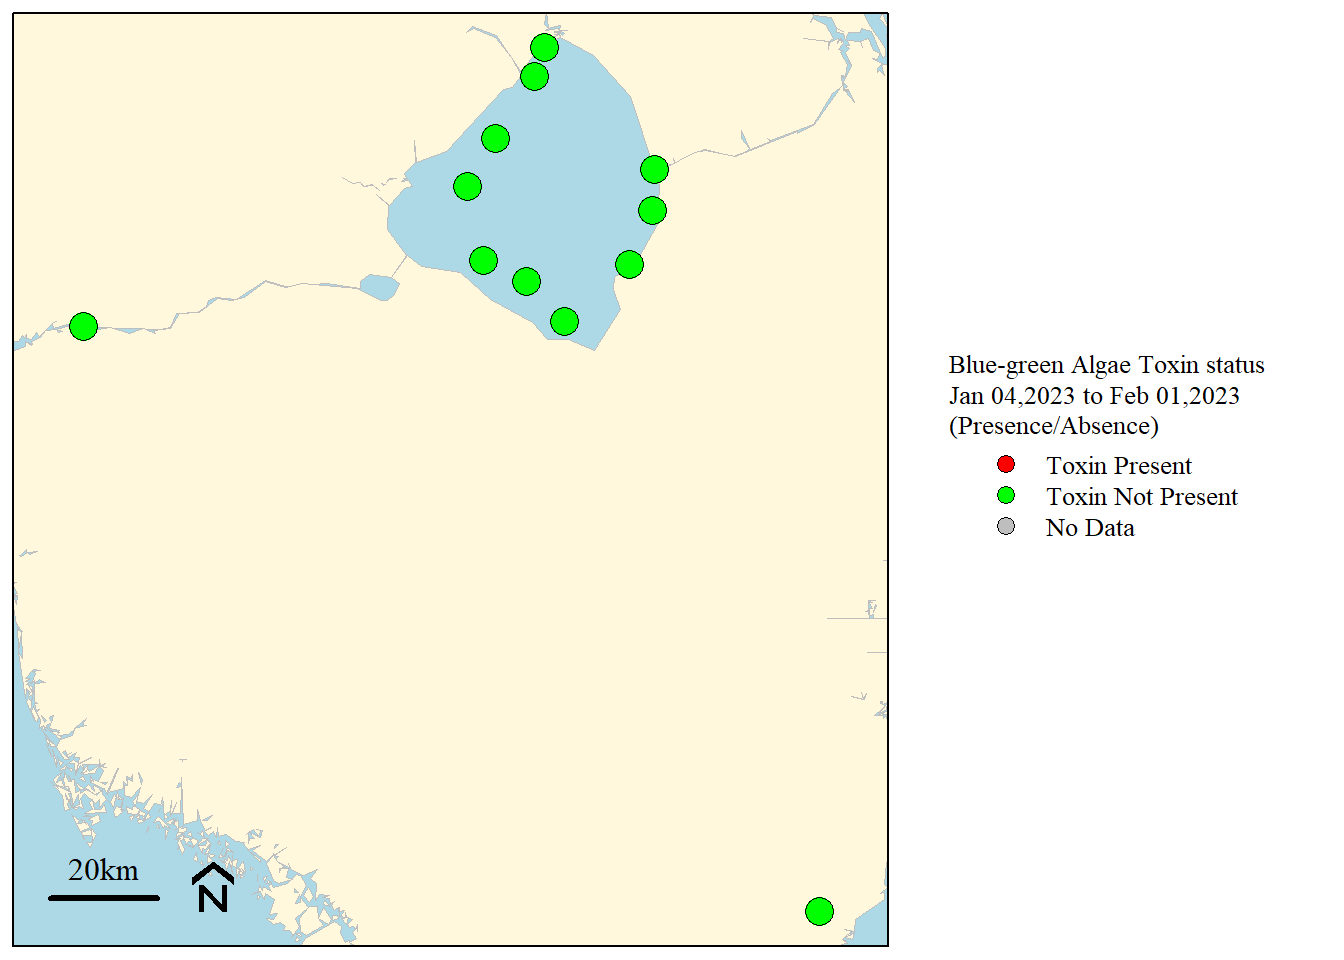 Blue-green Algae Toxin status
Jan 04,2023 to Feb 01,2023
(Presence/Absence)
Toxin Present
Toxin Not Present
No Data
20km
N